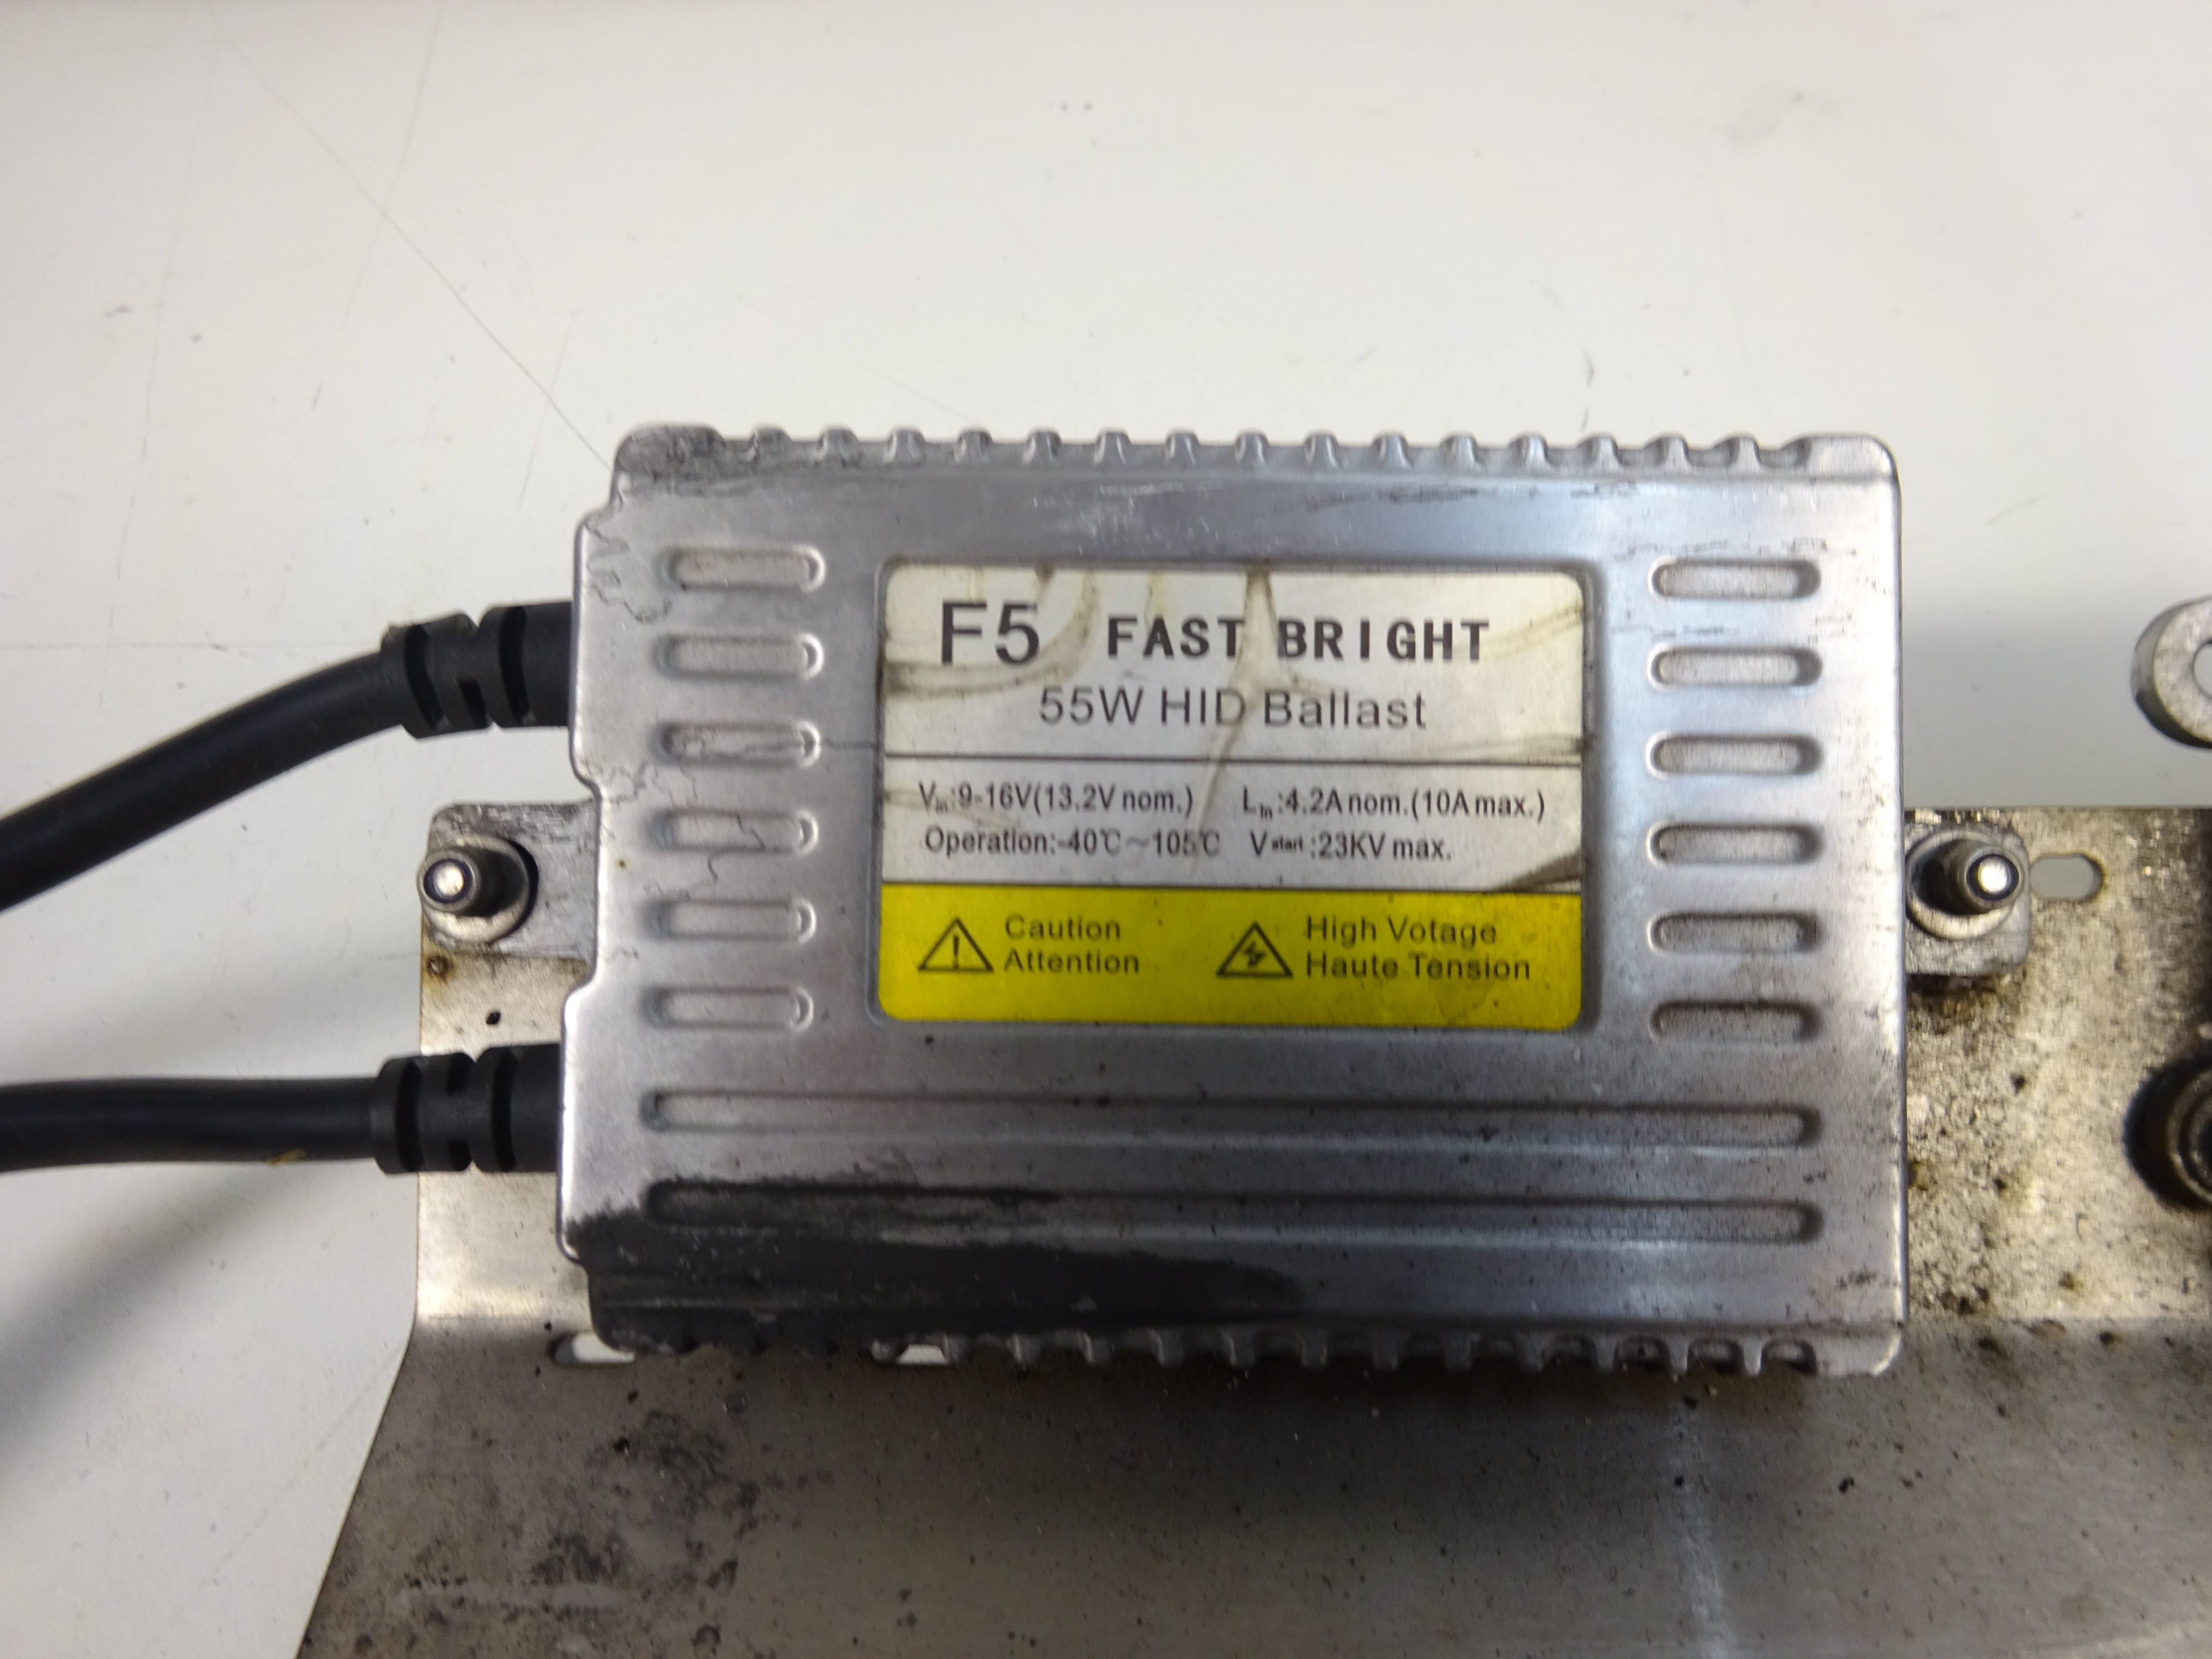 F5 FAST BRIGHT
55W HID Ballast
Vin:9-16V(13.2V nom.) Lin:4.2A nom.(10A max.)
Operation:-40℃~105℃ Vstart:23KV max.
Caution High Votage
Attention Haute Tension